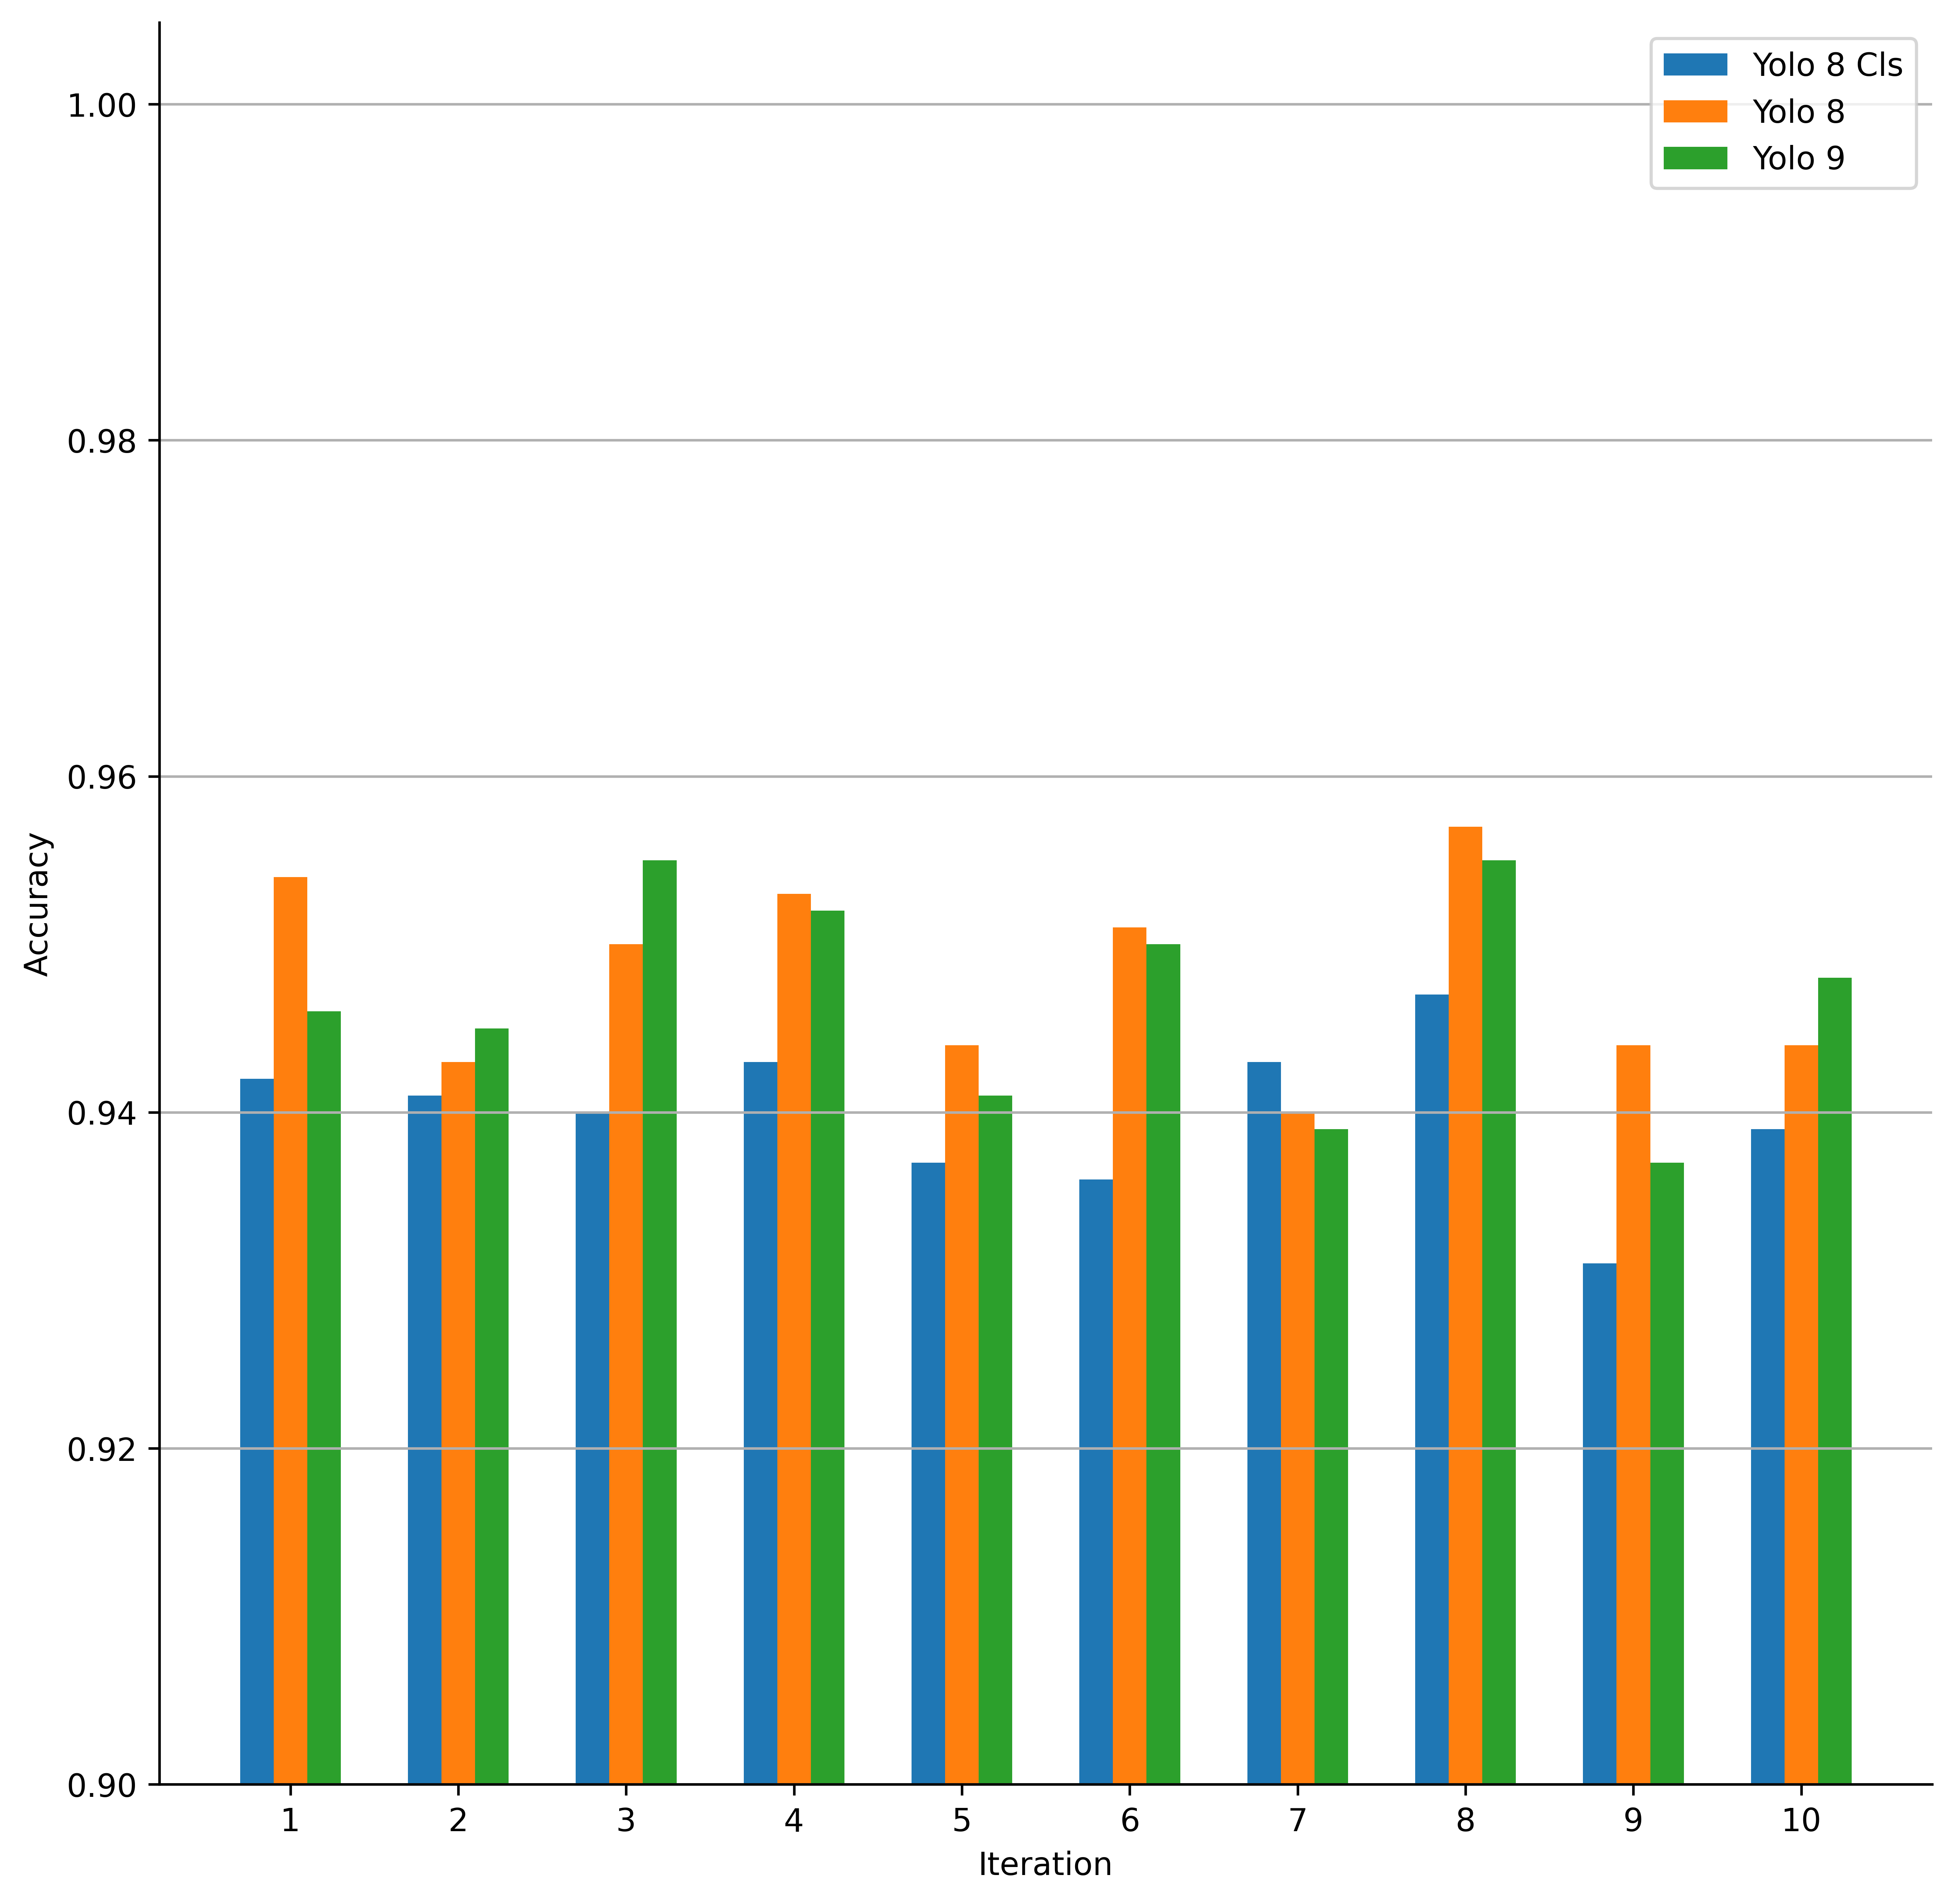 Yolo 8 Cls
Yolo 8
Yolo 9
1.00
0.98
0.96
0.94
0.92
0.90
Accuracy
1 2 3 4 5 6 7 8 9 10
Iteration